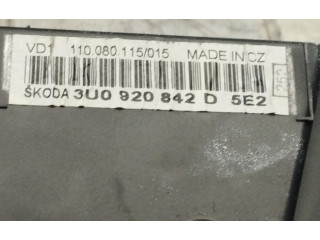 VD1 110.080.115/015 MADE IN CZ
ŠKODA 3U0 920 842 D 5E2